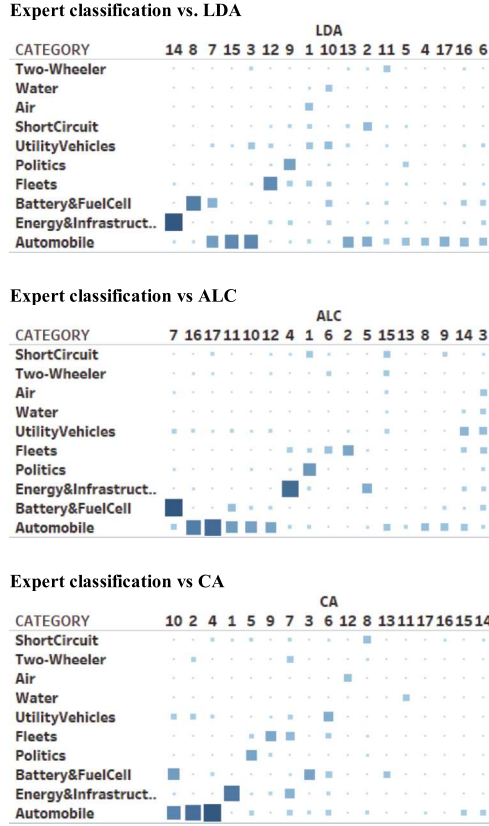 Expert classification vs. LDA
LDA
CATEGORY 14 8 7 15 3 12 9 1 10 13 2 11 5 4 17 16 6
Two-Wheeler
Water
Air
ShortCircuit
UtilityVehicles
Politics
Fleets
Battery&FuelCell
Energy&Infrastruct..
Automobile
Expert classification vs ALC
ALC
CATEGORY 7 16 17 11 10 12 4 1 6 2 5 15 13 8 9 14 3
ShortCircuit
Two-Wheeler
Air
Water
UtilityVehicles
Fleets
Politics
Energy&Infrastruct..
Battery&FuelCell
Automobile
Expert classification vs CA
CA
CATEGORY 10 2 4 1 5 9 7 3 6 12 8 13 11 17 16 15 14
ShortCircuit
Two-Wheeler
Air
Water
UtilityVehicles
Fleets
Politics
Battery&FuelCell
Energy&Infrastruct..
Automobile